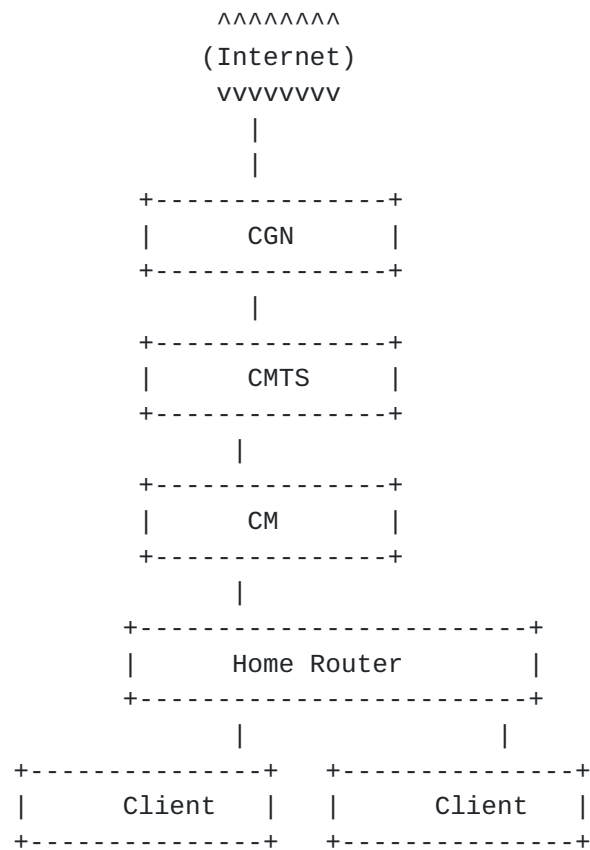 ^^^^^^^^
(Internet)
vvvvvvvv
|
|
+---------------+
|      CGN      |
+---------------+
|
+---------------+
|      CMTS     |
+---------------+
|
+---------------+
|      CM       |
+---------------+
|
+-------------------------+
|      Home Router        |
+-------------------------+
|                |
+---------------+   +---------------+
|      Client   |   |      Client   |
+---------------+   +---------------+